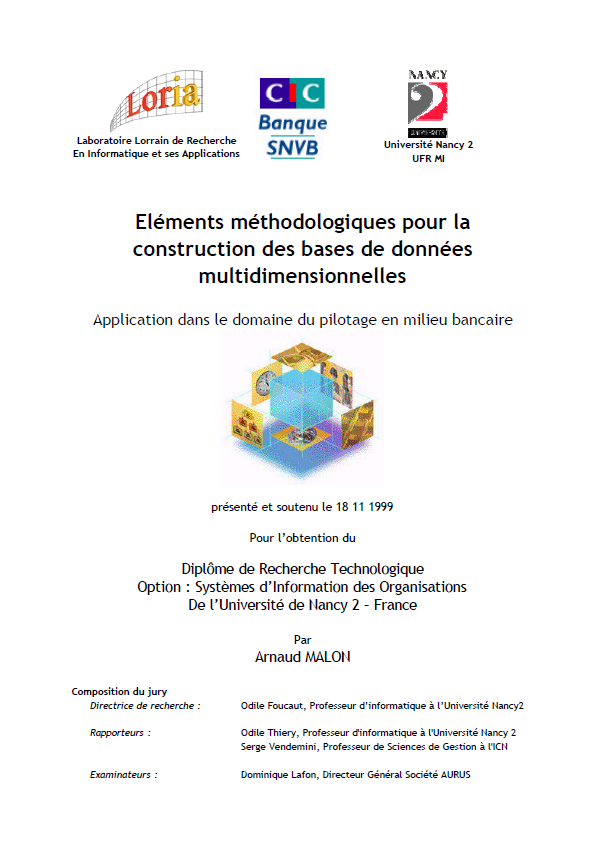 Loria
CIC
Banque
SNVB
NANCY
UNIVERSITÉ
Laboratoire Lorrain de Recherche
En Informatique et ses Applications
Université Nancy 2
UFR MI
Eléments méthodologiques pour la
construction des bases de données
multidimensionnelles
Application dans le domaine du pilotage en milieu bancaire
présenté et soutenu le 18 11 1999
Pour l’obtention du
Diplôme de Recherche Technologique
Option : Systèmes d’Information des Organisations
De l’Université de Nancy 2 – France
Par
Arnaud MALON
Composition du jury
Directrice de recherche : Odile Foucaut, Professeur d’informatique à l’Université Nancy2
Rapporteurs : Odile Thiery, Professeur d'informatique à l'Université Nancy 2
Serge Vendemini, Professeur de Sciences de Gestion à l'ICN
Examinateurs : Dominique Lafon, Directeur Général Société AURUS